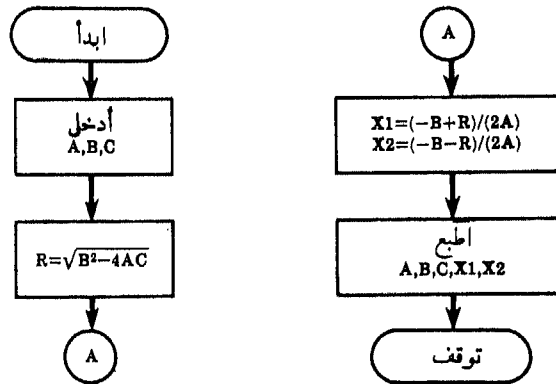 ابدأ
أدخل
A,B,C
R=√B²−4AC
A
A
X1=(−B+R)/(2A)
X2=(−B−R)/(2A)
اطبع
A,B,C,X1,X2
توقف